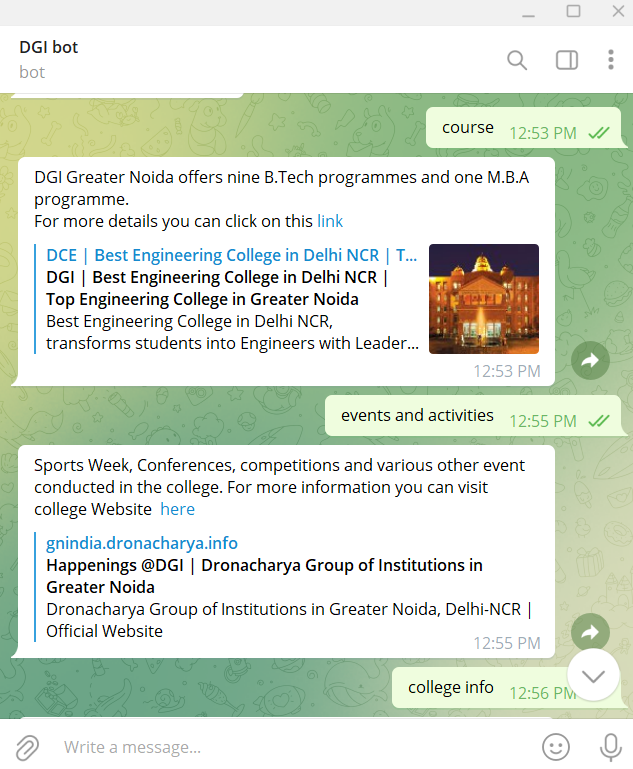 DGI bot
bot
course 12:53 PM
DGI Greater Noida offers nine B.Tech programmes and one M.B.A
programme.
For more details you can click on this link
DCE | Best Engineering College in Delhi NCR | T...
DGI | Best Engineering College in Delhi NCR |
Top Engineering College in Greater Noida
Best Engineering College in Delhi NCR,
transforms students into Engineers with Leader...
12:53 PM
events and activities 12:55 PM
Sports Week, Conferences, competitions and various other event
conducted in the college. For more information you can visit
college Website here
gnindia.dronacharya.info
Happenings @DGI | Dronacharya Group of Institutions in
Greater Noida
Dronacharya Group of Institutions in Greater Noida, Delhi-NCR |
Official Website
12:55 PM
college info 12:56 PM
Write a message...